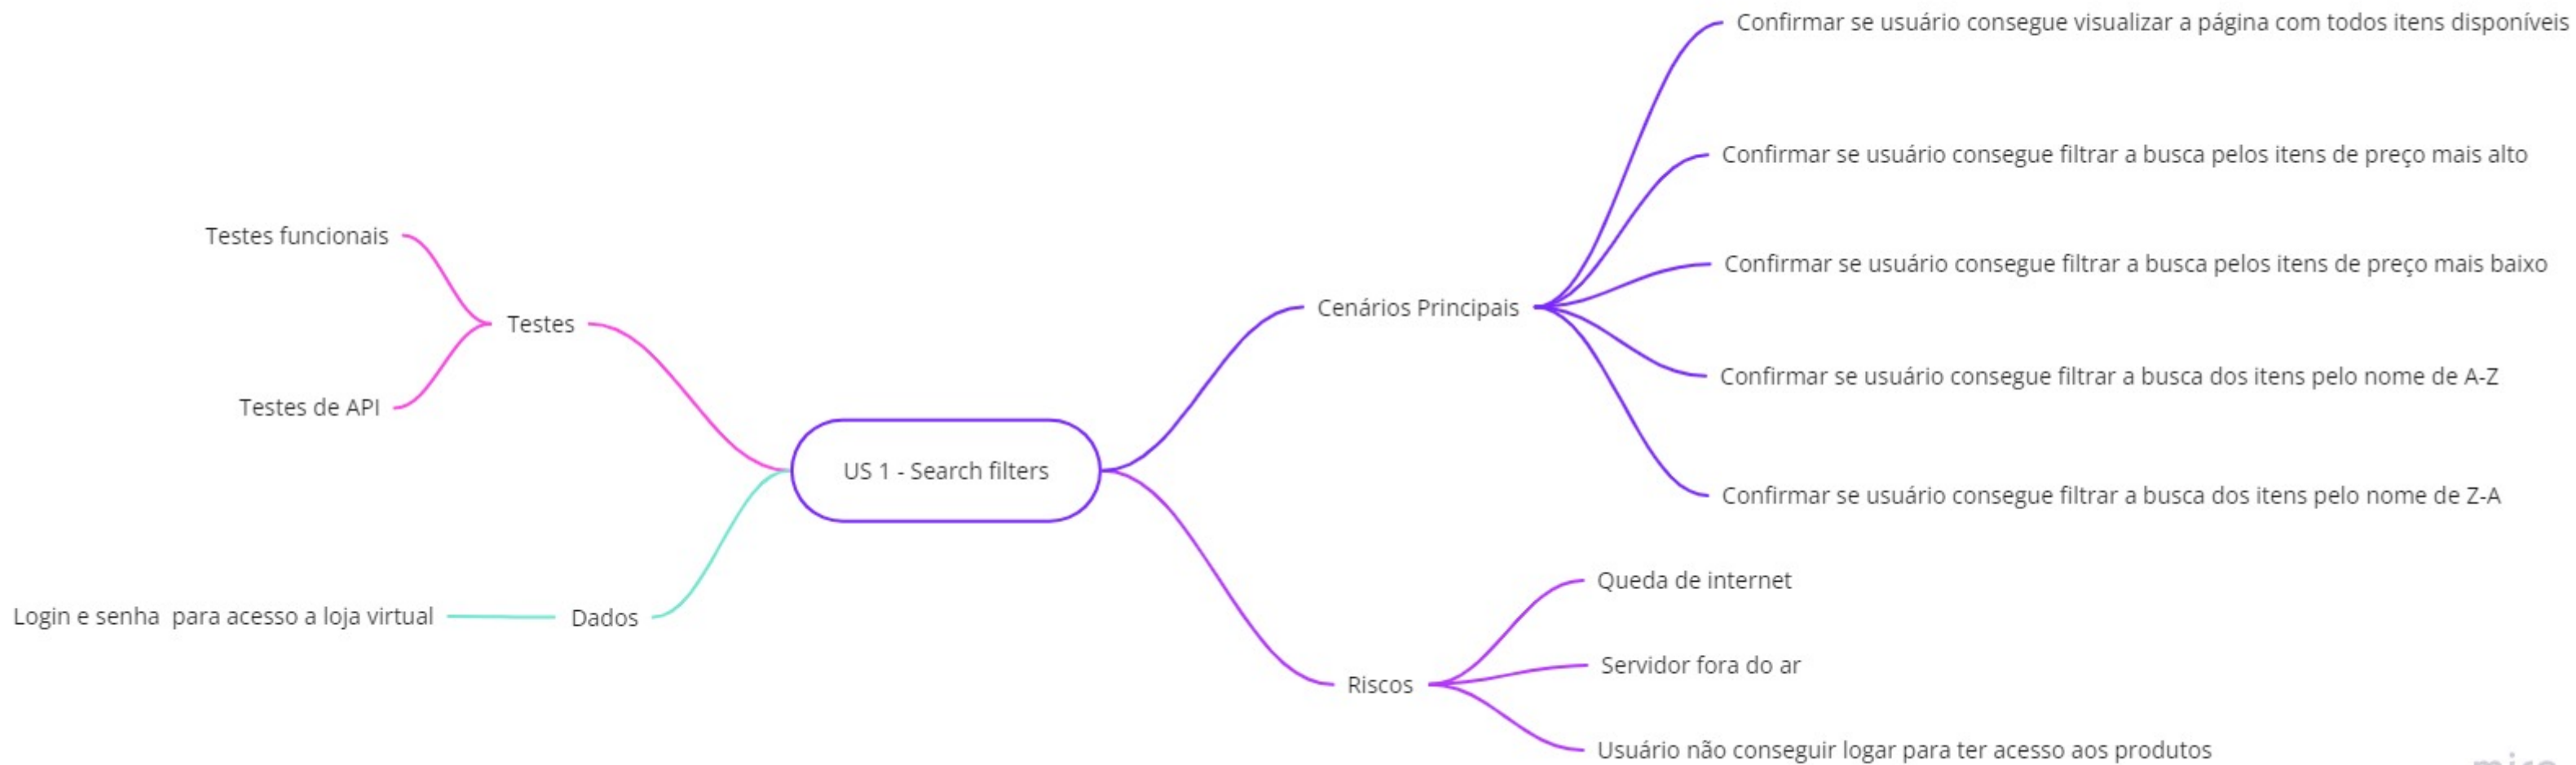 Confirmar se usuário consegue visualizar a página com todos itens disponíveis
Confirmar se usuário consegue filtrar a busca pelos itens de preço mais alto
Testes funcionais
Confirmar se usuário consegue filtrar a busca pelos itens de preço mais baixo
Cenários Principais
Testes
Confirmar se usuário consegue filtrar a busca dos itens pelo nome de A-Z
Testes de API
US 1 - Search filters
Confirmar se usuário consegue filtrar a busca dos itens pelo nome de Z-A
Queda de internet
Login e senha  para acesso a loja virtual
Dados
Servidor fora do ar
Riscos
Usuário não conseguir logar para ter acesso aos produtos